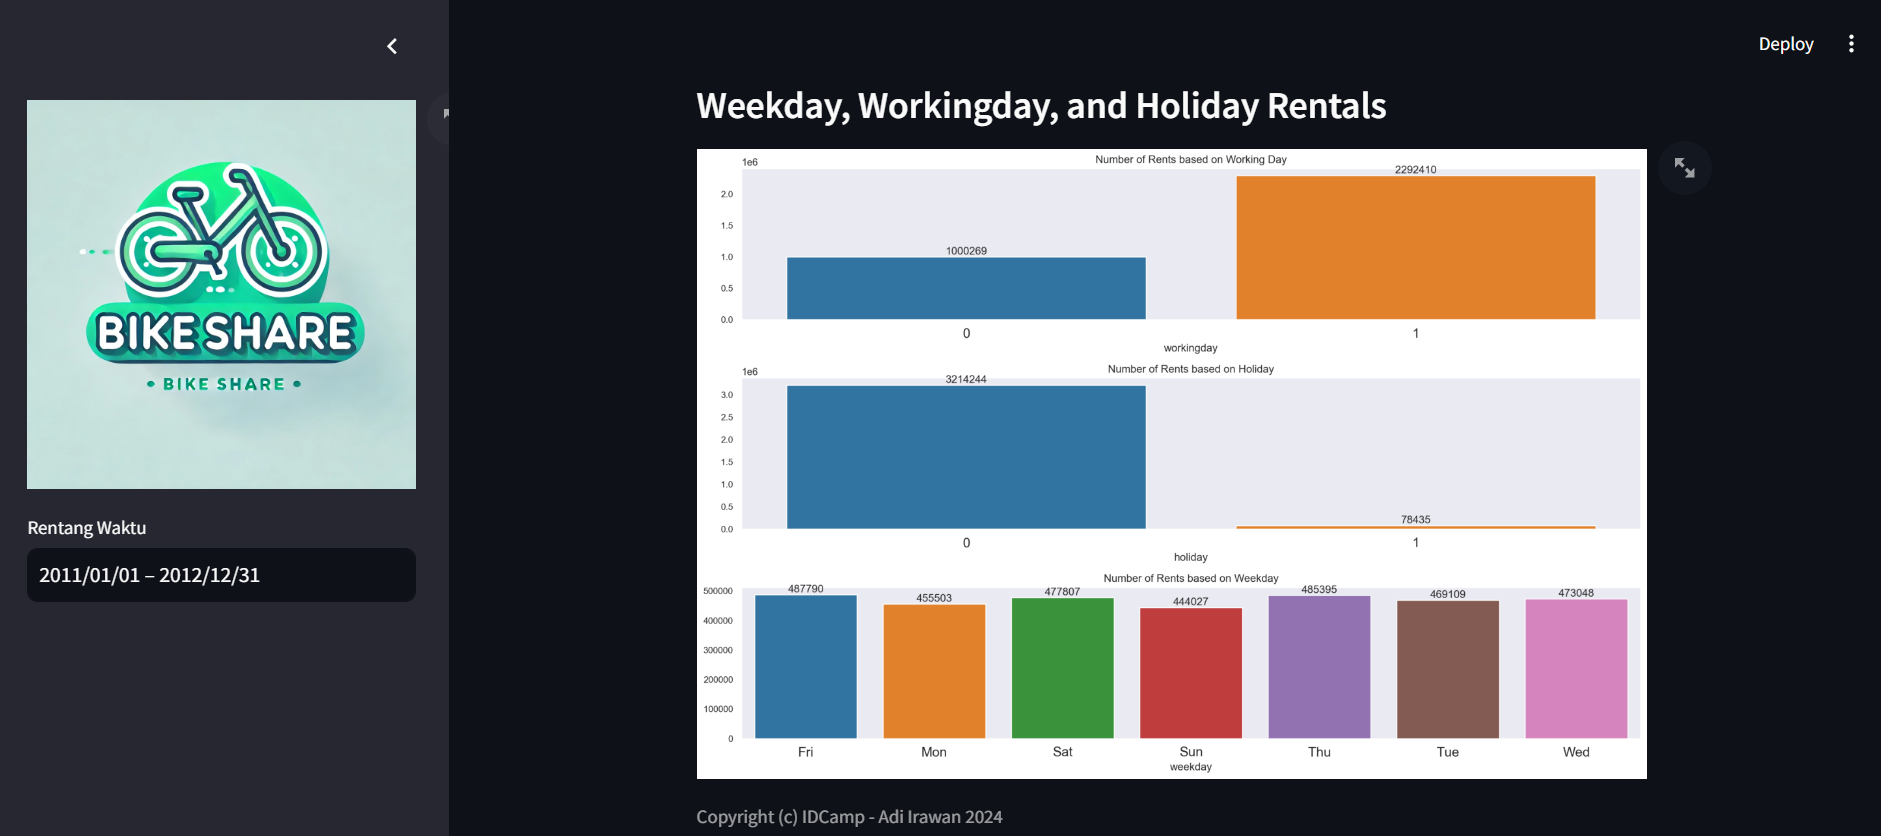 Deploy
BIKE SHARE
• BIKE SHARE •
Rentang Waktu
2011/01/01 – 2012/12/31
Weekday, Workingday, and Holiday Rentals
Number of Rents based on Working Day
1e6
2292410
2.0
1.5
1000269
1.0
0.5
0.0
0 1
workingday
Number of Rents based on Holiday
1e6
3214244
3.0
2.5
2.0
1.5
1.0
0.5
78435
0.0
0 1
holiday
Number of Rents based on Weekday
487790 455503 477807 444027 485395 469109 473048
500000
400000
300000
200000
100000
0
Fri Mon Sat Sun Thu Tue Wed
weekday
Copyright (c) IDCamp - Adi Irawan 2024